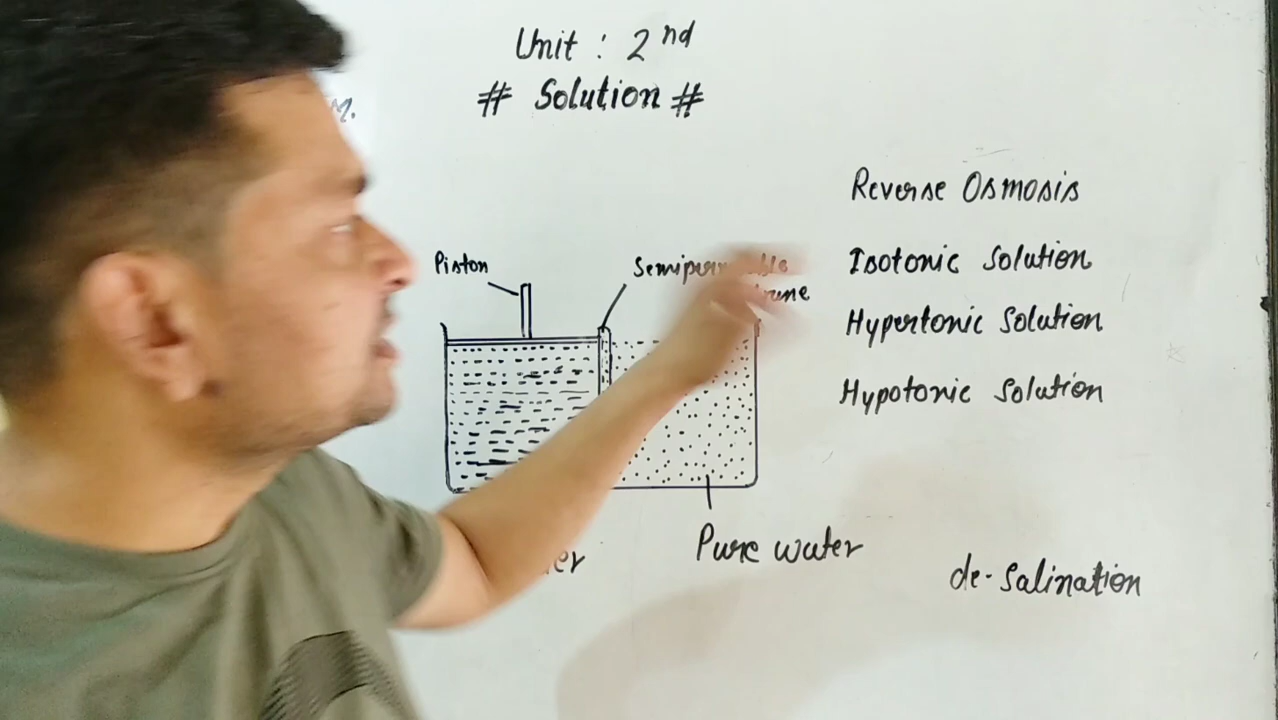 Unit : 2nd
# Solution #
Reverse Osmosis
Piston
Isotonic Solution
Hypertonic Solution
Hypotonic Solution
Pure water
de-Salination